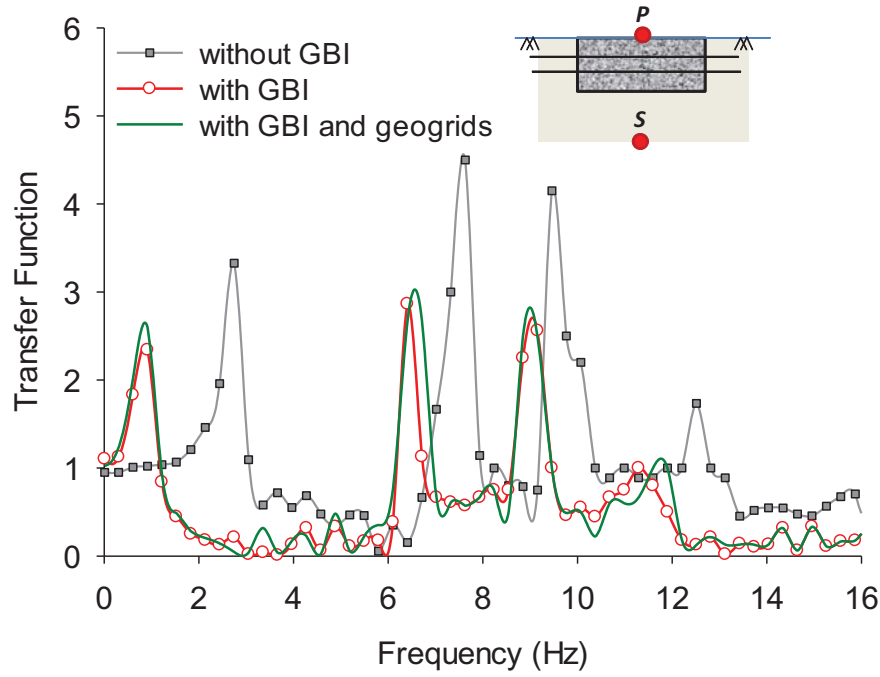 Transfer Function
6
5
4
3
2
1
0
without GBI
with GBI
with GBI and geogrids
P
S
0 2 4 6 8 10 12 14 16
Frequency (Hz)